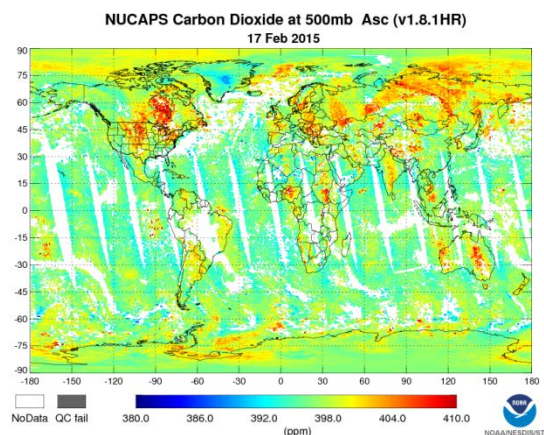 NUCAPS Carbon Dioxide at 500mb Asc (v1.8.1HR)
17 Feb 2015
90
75
60
45
30
15
0
-15
-30
-45
-60
-75
-90
-180 -150 -120 -90 -60 -30 0 30 60 90 120 150 180
NoData QC fail 380.0 386.0 392.0 398.0 404.0 410.0
(ppm)
NOAA
NOAA/NESDIS/ST